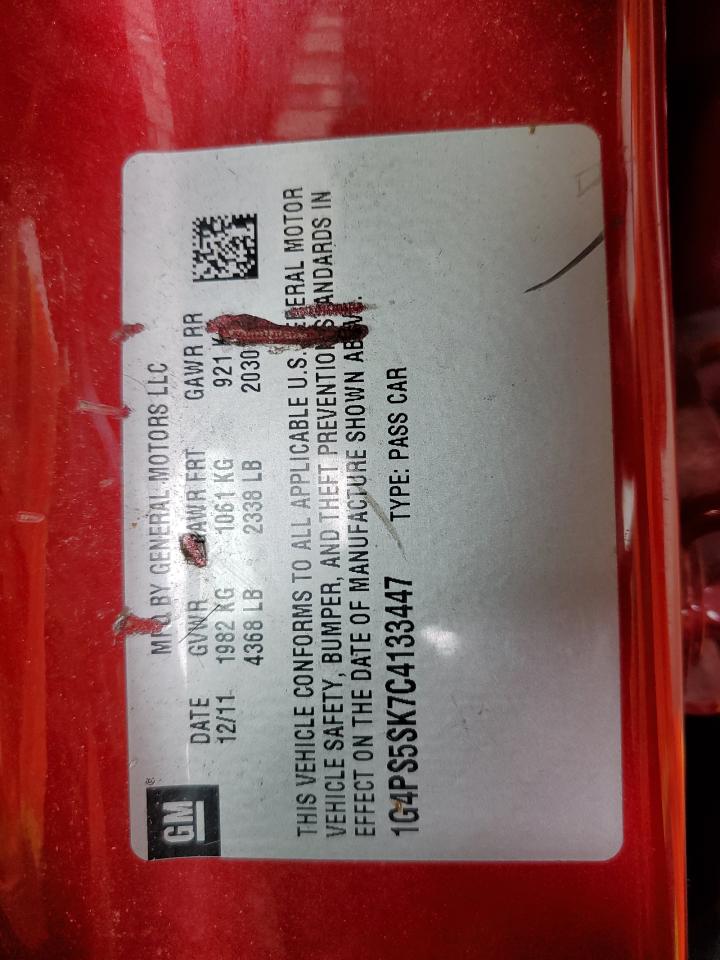 GM®
MFD BY GENERAL MOTORS LLC
DATE GVWR GAWR FRT GAWR RR
12/11 1982 KG 1061 KG 921
4368 LB 2338 LB 2030
THIS VEHICLE CONFORMS TO ALL APPLICABLE U.S. FEDERAL MOTOR
VEHICLE SAFETY, BUMPER, AND THEFT PREVENTION STANDARDS IN
EFFECT ON THE DATE OF MANUFACTURE SHOWN ABOVE.
1G4PS5SK7C4133447 TYPE: PASS CAR